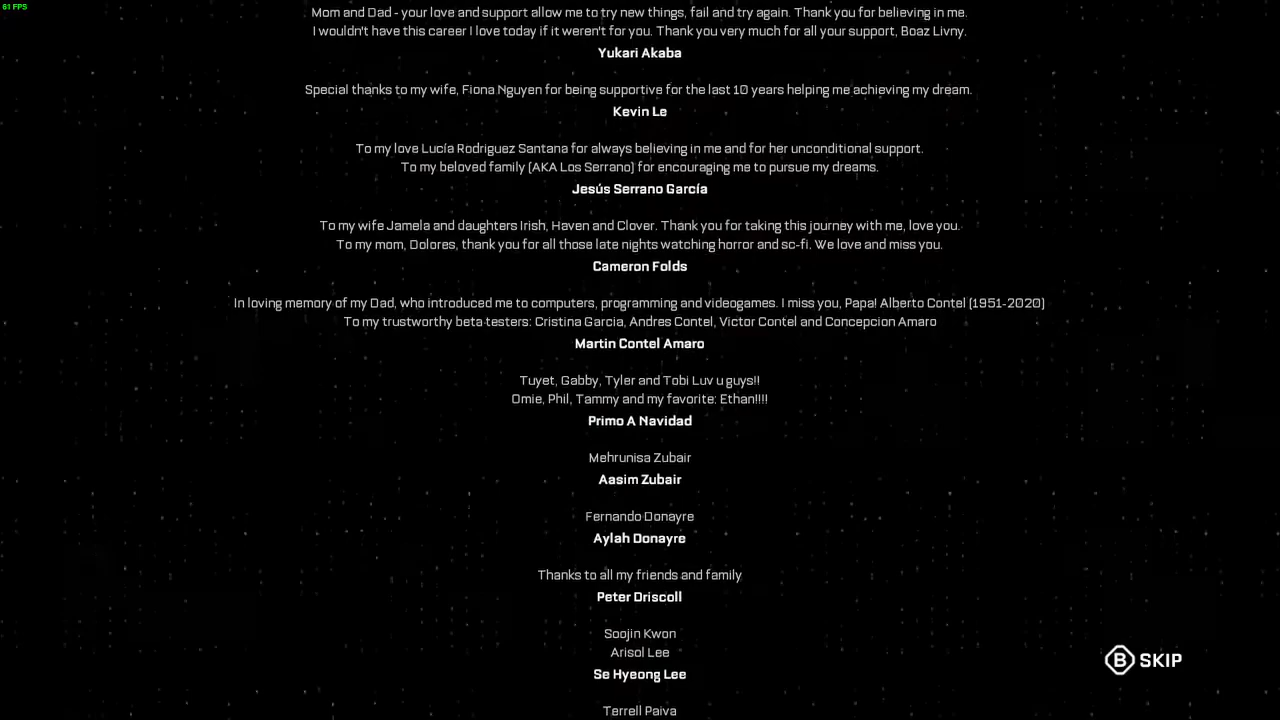 61 FPS
Mom and Dad - your love and support allow me to try new things, fail and try again. Thank you for believing in me.
I wouldn't have this career I love today if it weren't for you. Thank you very much for all your support, Boaz Livny.
Yukari Akaba
Special thanks to my wife, Fiona Nguyen for being supportive for the last 10 years helping me achieving my dream.
Kevin Le
To my love Lucía Rodriguez Santana for always believing in me and for her unconditional support.
To my beloved family (AKA Los Serrano) for encouraging me to pursue my dreams.
Jesús Serrano García
To my wife Jamela and daughters Irish, Haven and Clover. Thank you for taking this journey with me, love you.
To my mom, Dolores, thank you for all those late nights watching horror and sc-fi. We love and miss you.
Cameron Folds
In loving memory of my Dad, who introduced me to computers, programming and videogames. I miss you, Papa! Alberto Contel (1951-2020)
To my trustworthy beta-testers: Cristina Garcia, Andres Contel, Victor Contel and Concepcion Amaro
Martin Contel Amaro
Tuyet, Gabby, Tyler and Tobi Luv u guys!!
Omie, Phil, Tammy and my favorite: Ethan!!!!
Primo A Navidad
Mehrunisa Zubair
Aasim Zubair
Fernando Donayre
Aylah Donayre
Thanks to all my friends and family
Peter Driscoll
Soojin Kwon
Arisol Lee
Se Hyeong Lee
B SKIP
Terrell Paiva